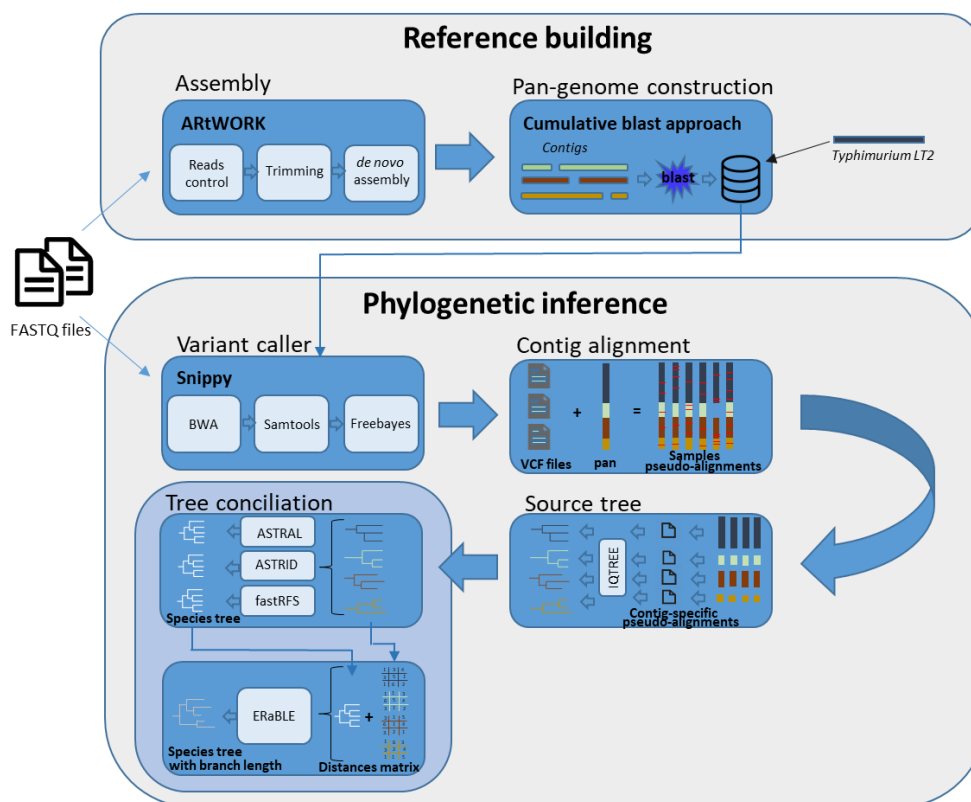 Reference building
Assembly
Pan-genome construction
ARtWORK
Reads
control
Trimming
de novo
assembly
Cumulative blast approach
Contigs
blast
Typhimurium LT2
FASTQ files
Phylogenetic inference
Variant caller
Snippy
BWA
Samtools
Freebayes
Contig alignment
+
=
VCF files
pan
Samples
pseudo-alignments
Tree conciliation
ASTRAL
ASTRID
fastRFS
Species tree
Source tree
IQTREE
Contig-specific
pseudo-alignments
ERaBLE
+
Species tree
with branch length
Distances matrix